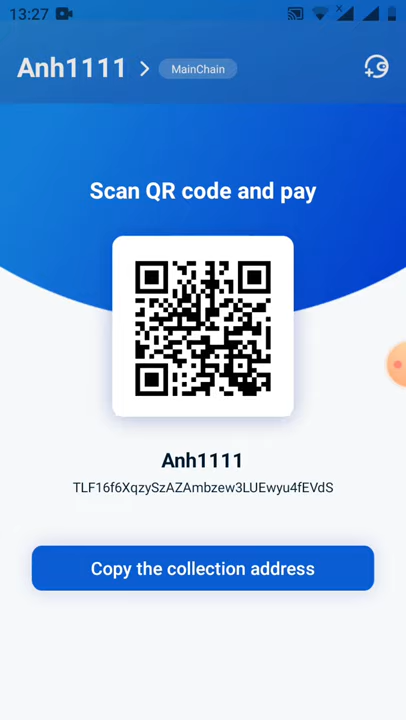 13:27
Anh1111
MainChain
Scan QR code and pay
Anh1111
TLF16f6XqzySzAZAmbzew3LUEwyu4fEVdS
Copy the collection address